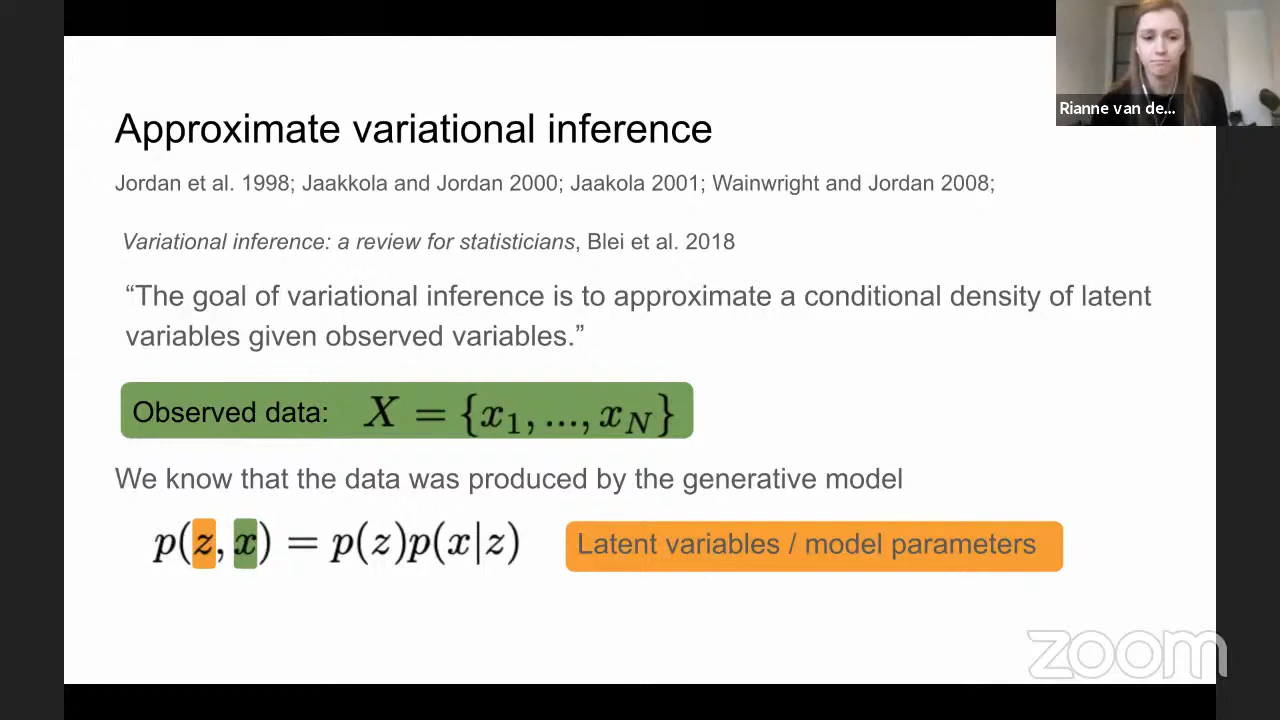 Rianne van de...
Approximate variational inference
Jordan et al. 1998; Jaakkola and Jordan 2000; Jaakola 2001; Wainwright and Jordan 2008;
Variational inference: a review for statisticians, Blei et al. 2018
“The goal of variational inference is to approximate a conditional density of latent
variables given observed variables.”
Observed data: X = {x₁, ..., x_N}
We know that the data was produced by the generative model
p(z, x) = p(z)p(x|z) Latent variables / model parameters
zoom